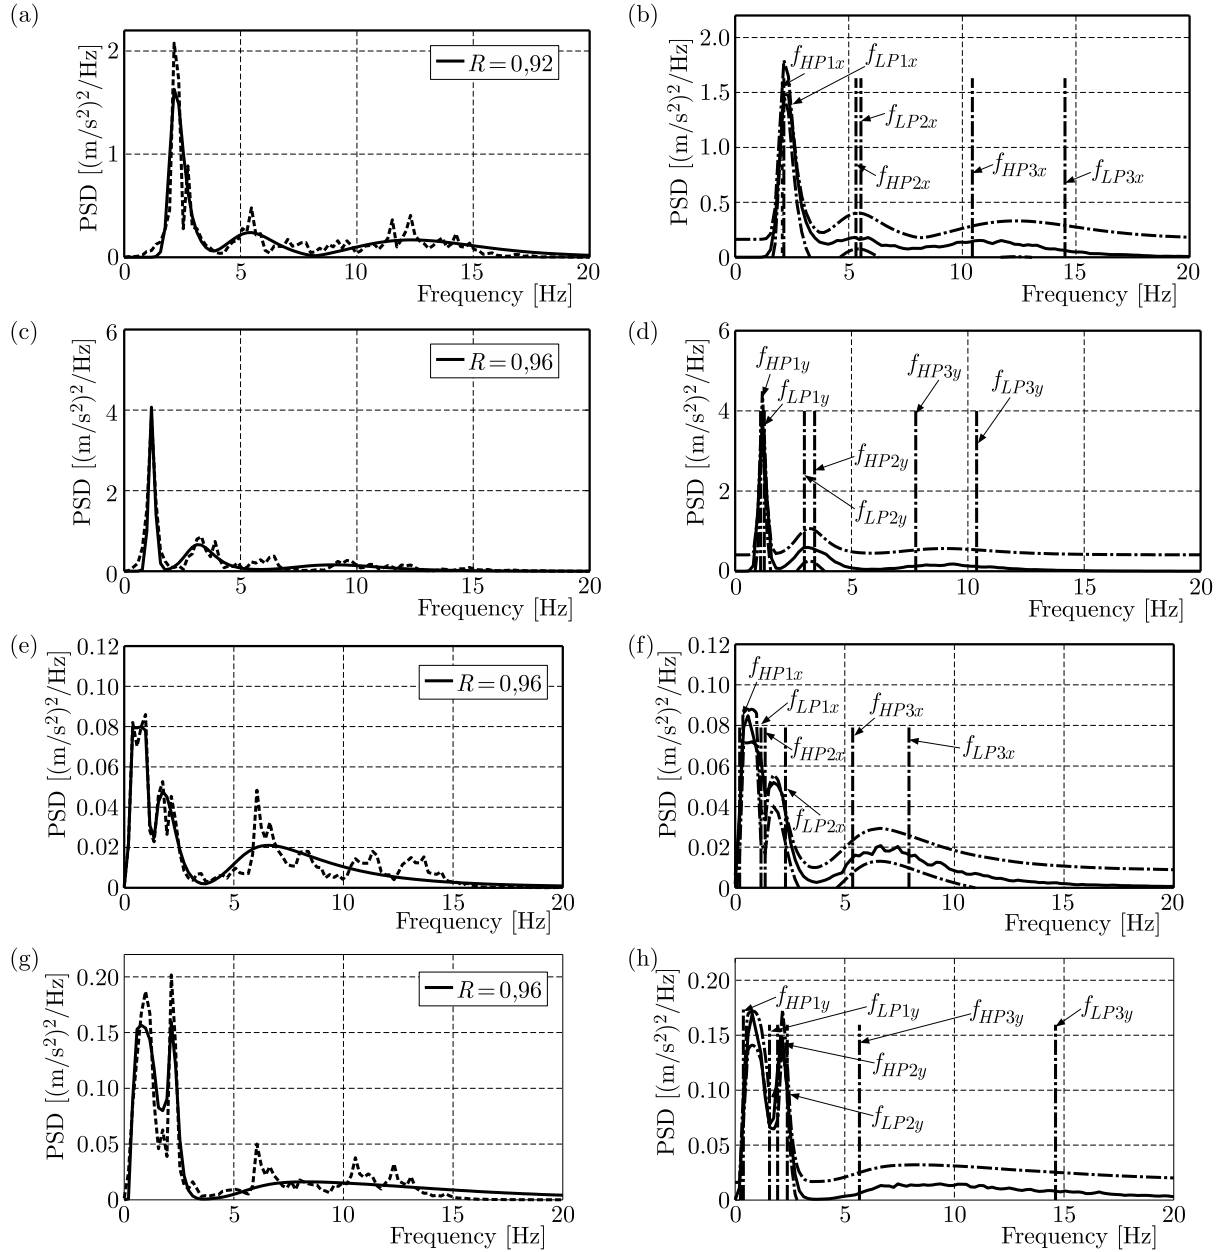 (a)
PSD [(m/s²)²/Hz]
2
1
0
R = 0,92
0 5 10 15 20
Frequency [Hz]
(b)
PSD [(m/s²)²/Hz]
2.0
1.5
1.0
0.5
0
f_HP1x
f_LP1x
f_LP2x
f_HP2x
f_HP3x
f_LP3x
0 5 10 15 20
Frequency [Hz]
(c)
PSD [(m/s²)²/Hz]
6
4
2
0
R = 0,96
0 5 10 15 20
Frequency [Hz]
(d)
PSD [(m/s²)²/Hz]
6
4
2
0
f_HP1y
f_LP1y
f_HP2y
f_LP2y
f_HP3y
f_LP3y
0 5 10 15 20
Frequency [Hz]
(e)
PSD [(m/s²)²/Hz]
0.12
0.10
0.08
0.06
0.04
0.02
0
R = 0,96
0 5 10 15 20
Frequency [Hz]
(f)
PSD [(m/s²)²/Hz]
0.12
0.10
0.08
0.06
0.04
0.02
0
f_HP1x
f_LP1x
f_HP2x
f_LP2x
f_HP3x
f_LP3x
0 5 10 15 20
Frequency [Hz]
(g)
PSD [(m/s²)²/Hz]
0.20
0.15
0.10
0.05
0
R = 0,96
0 5 10 15 20
Frequency [Hz]
(h)
PSD [(m/s²)²/Hz]
0.20
0.15
0.10
0.05
0
f_HP1y
f_LP1y
f_HP3y
f_LP3y
f_HP2y
f_LP2y
0 5 10 15 20
Frequency [Hz]